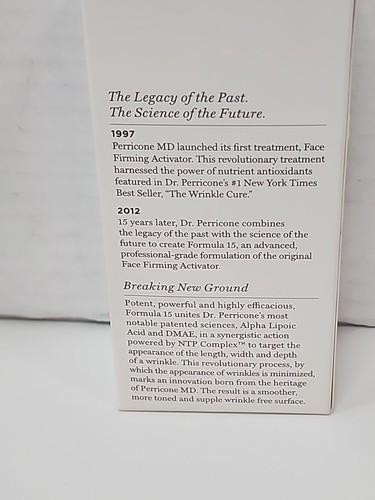 The Legacy of the Past.
The Science of the Future.
1997
Perricone MD launched its first treatment, Face
Firming Activator. This revolutionary treatment
harnessed the power of nutrient antioxidants
featured in Dr. Perricone's #1 New York Times
Best Seller, "The Wrinkle Cure."
2012
15 years later, Dr. Perricone combines
the legacy of the past with the science of the
future to create Formula 15, an advanced,
professional-grade formulation of the original
Face Firming Activator.
Breaking New Ground
Potent, powerful and highly efficacious,
Formula 15 unites Dr. Perricone's most
notable patented sciences, Alpha Lipoic
Acid and DMAE, in a synergistic action
powered by NTP Complex™ to target the
appearance of the length, width and depth
of a wrinkle. This revolutionary process, by
which the appearance of wrinkles is minimized,
marks an innovation born from the heritage
of Perricone MD. The result is a smoother,
more toned and supple wrinkle free surface.